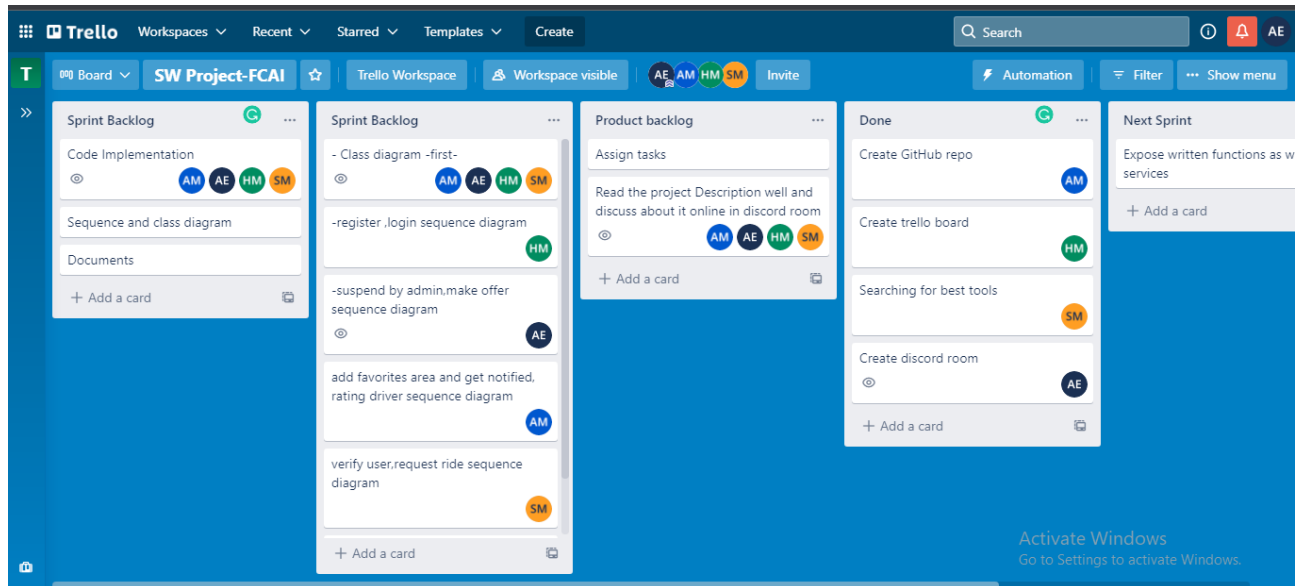 Trello
Workspaces
Recent
Starred
Templates
Create
Search
AE
T
Board
SW Project-FCAI
Trello Workspace
Workspace visible
AE AM HM SM
Invite
Automation
Filter
Show menu
Sprint Backlog
Code Implementation
AM AE HM SM
Sequence and class diagram
Documents
+ Add a card
Sprint Backlog
- Class diagram -first-
AM AE HM SM
-register ,login sequence diagram
HM
-suspend by admin,make offer
sequence diagram
AE
add favorites area and get notified,
rating driver sequence diagram
AM
verify user,request ride sequence
diagram
SM
+ Add a card
Product backlog
Assign tasks
Read the project Description well and
discuss about it online in discord room
AM AE HM SM
+ Add a card
Done
Create GitHub repo
AM
Create trello board
HM
Searching for best tools
SM
Create discord room
AE
+ Add a card
Next Sprint
Expose written functions as w
services
+ Add a card
Activate Windows
Go to Settings to activate Windows.